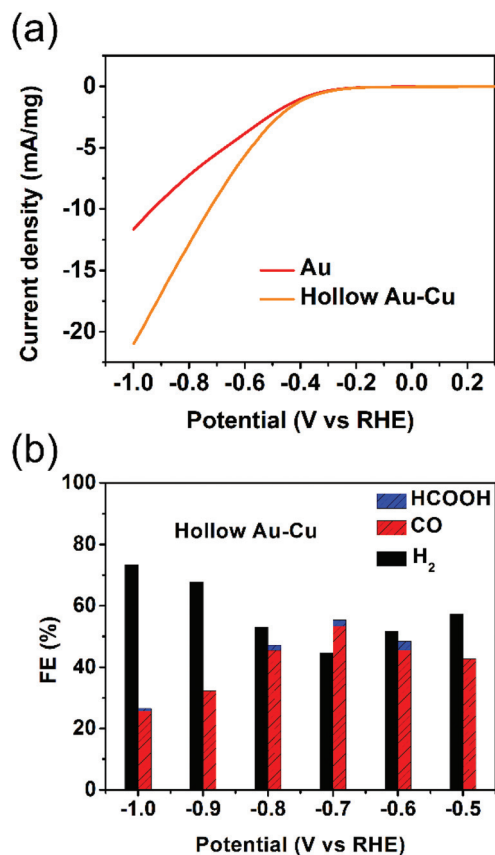 (a)
0
-5
-10
-15
-20
Current density (mA/mg)
Au
Hollow Au-Cu
-1.0 -0.8 -0.6 -0.4 -0.2 0.0 0.2
Potential (V vs RHE)
(b)
100
80
60
40
20
0
FE (%)
Hollow Au-Cu
HCOOH
CO
H₂
-1.0 -0.9 -0.8 -0.7 -0.6 -0.5
Potential (V vs RHE)